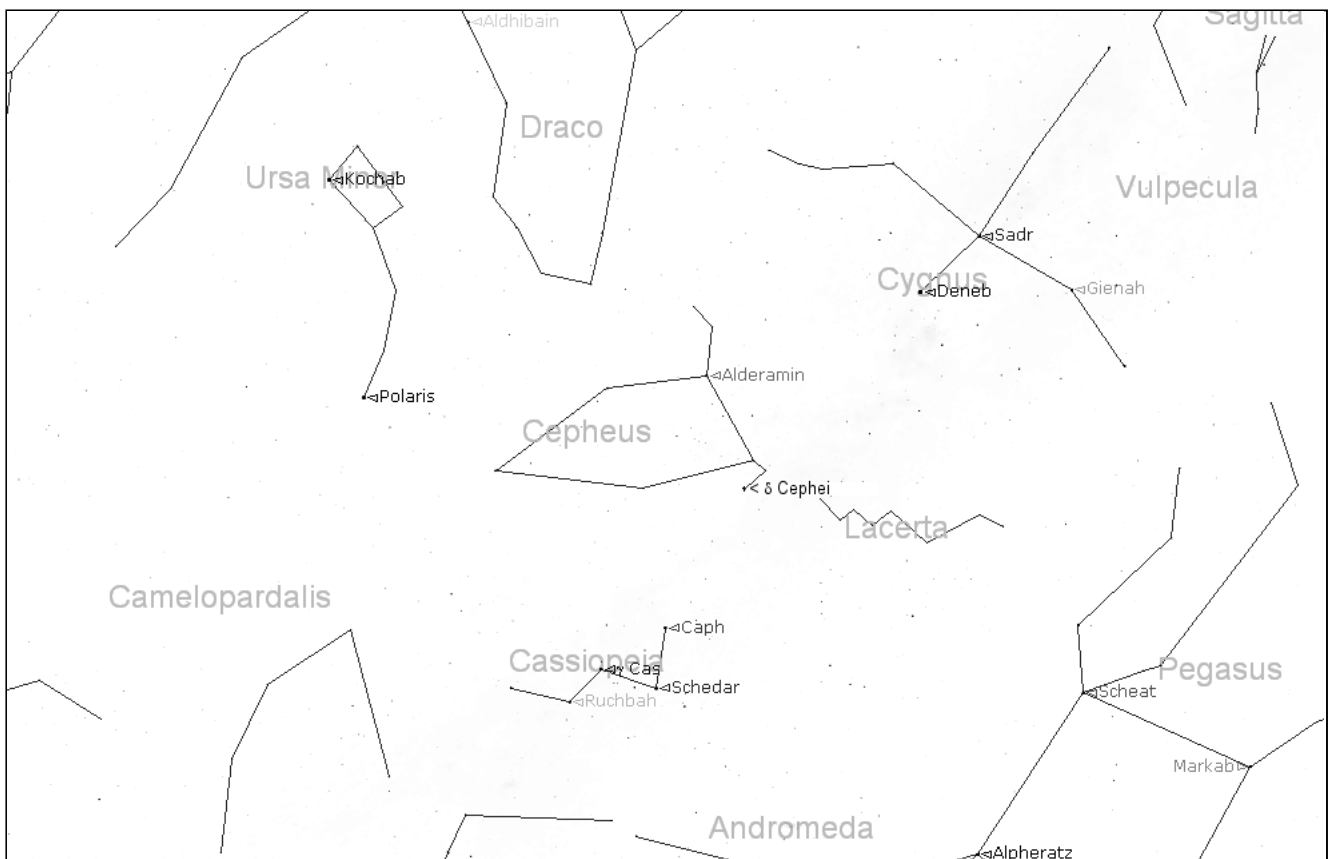 Sagitta
Aldhibain
Draco
Ursa Minor
Kochab
Vulpecula
Sadr
Cygnus
Deneb
Gienah
Alderamin
Polaris
Cepheus
< δ Cephei
Lacerta
Camelopardalis
Caph
Cassiopeia
γ Cas
Schedar
Ruchbah
Pegasus
Scheat
Markab
Andromeda
Alpheratz